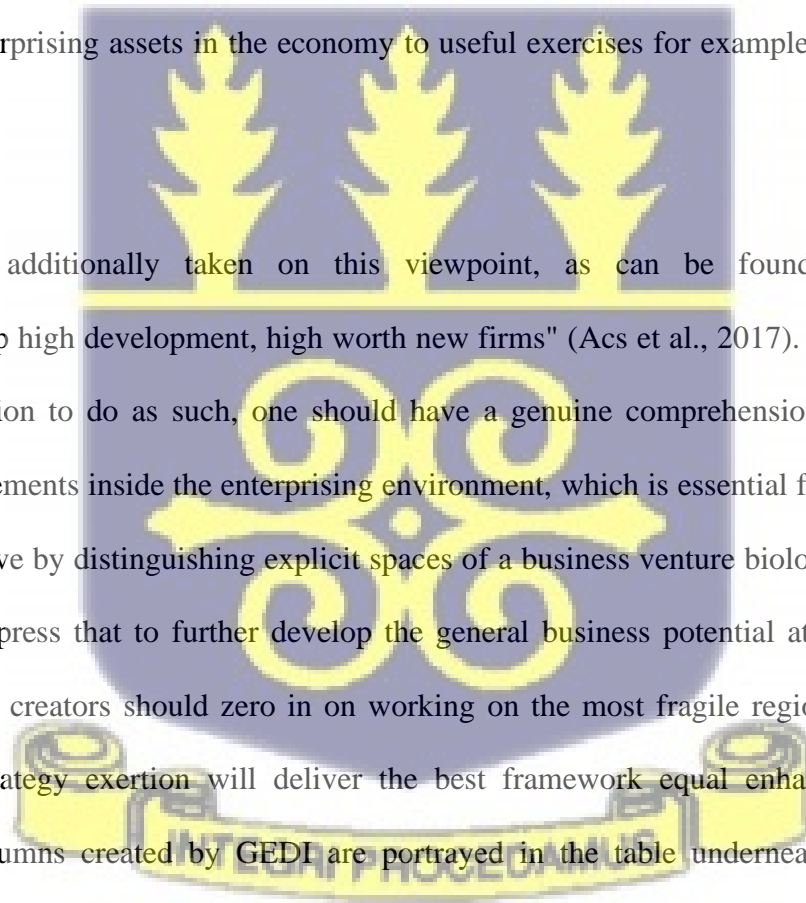 erprising assets in the economy to useful exercises for example
additionally taken on this viewpoint, as can be found
high development, high worth new firms" (Acs et al., 2017).
ion to do as such, one should have a genuine comprehension
ements inside the enterprising environment, which is essential f
ve by distinguishing explicit spaces of a business venture biolo
press that to further develop the general business potential at
creators should zero in on working on the most fragile regio
ategy exertion will deliver the best framework equal enha
umns created by GEDI are portrayed in the table undernea
INTEGRI PROCEDAMUS